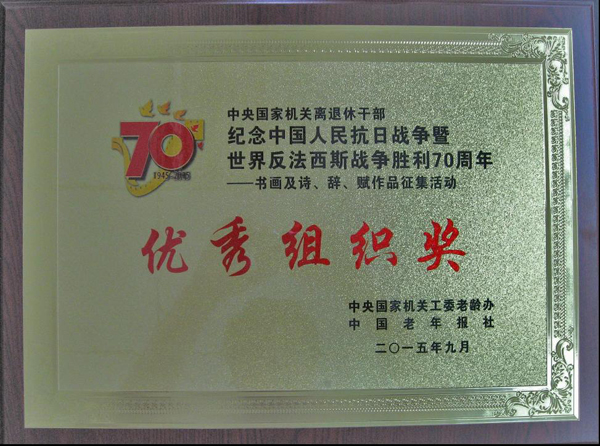 70
1945-2015
中央国家机关离退休干部
纪念中国人民抗日战争暨
世界反法西斯战争胜利70周年
——书画及诗、辞、赋作品征集活动
优秀组织奖
中央国家机关工委老龄办
中国老年报社
二〇一五年九月